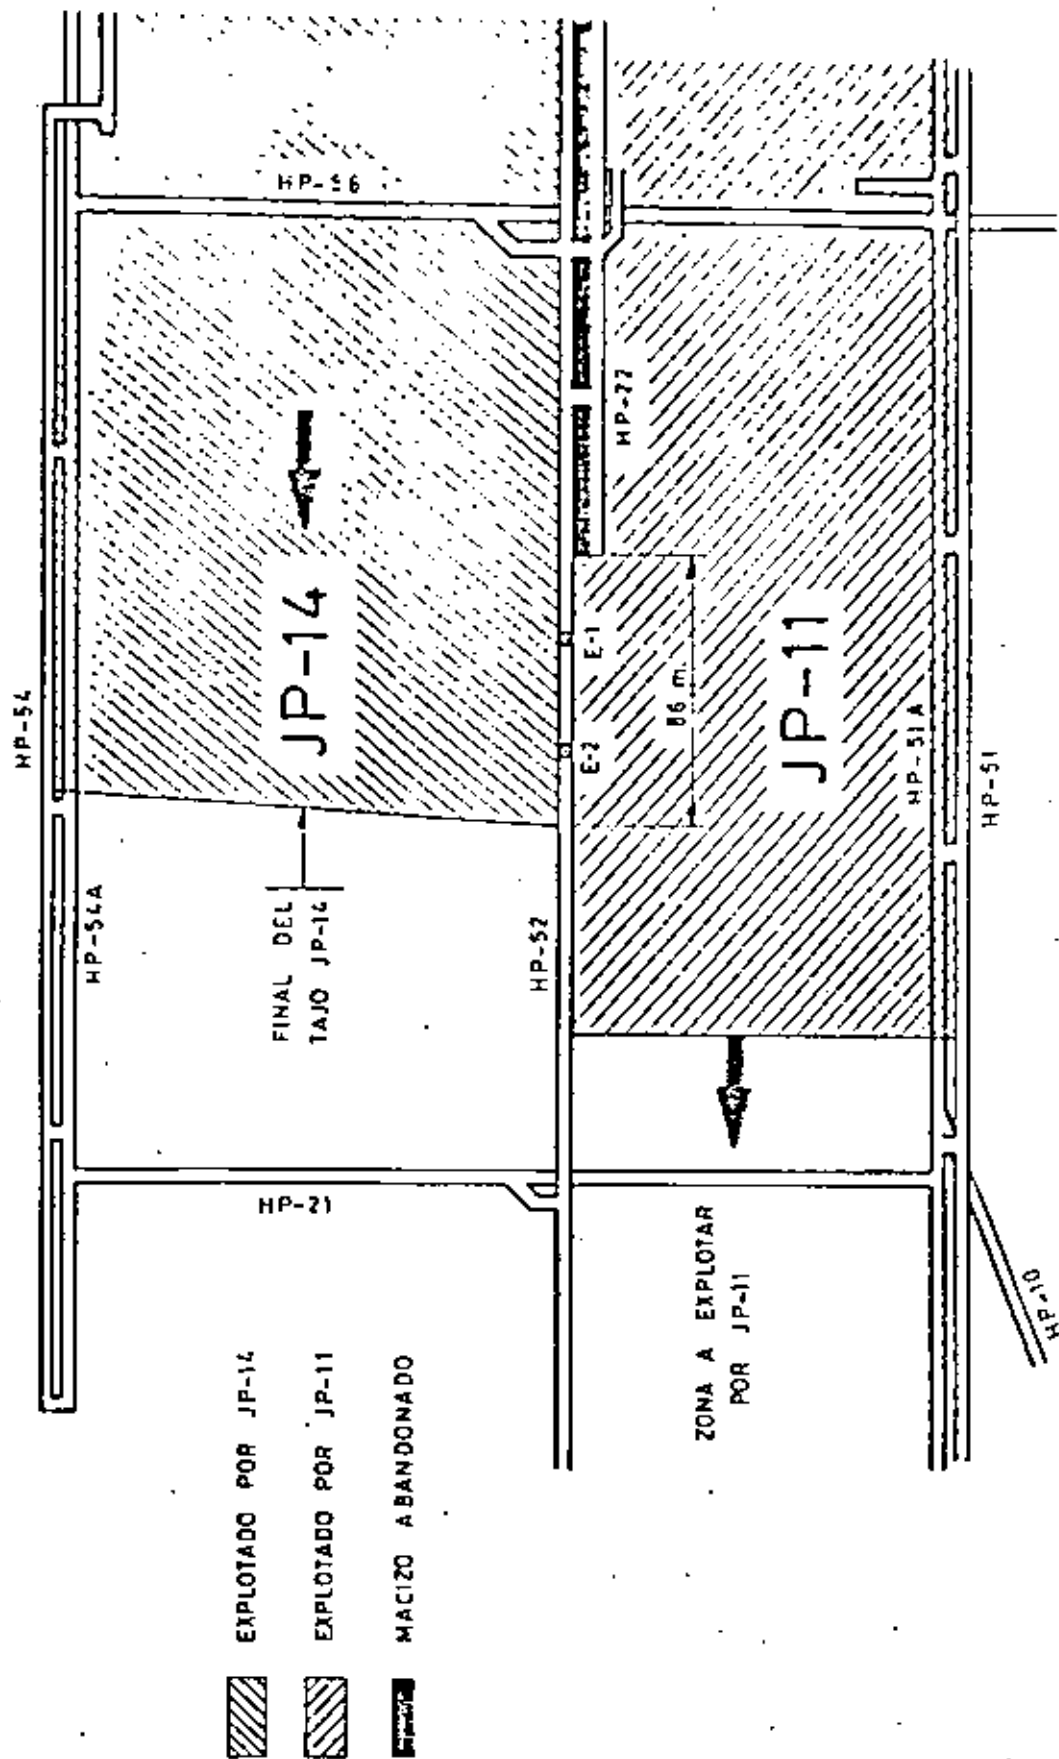 HP-54
HP-54A
HP-56
JP-14
FINAL DEL
TAJO JP-14
HP-21
HP-52
E-2
E-1
86 m.
HP-22
JP-11
HP-51A
HP-51
ZONA A EXPLOTAR
POR JP-11
HP-10
EXPLOTADO POR JP-14
EXPLOTADO POR JP-11
MACIZO ABANDONADO